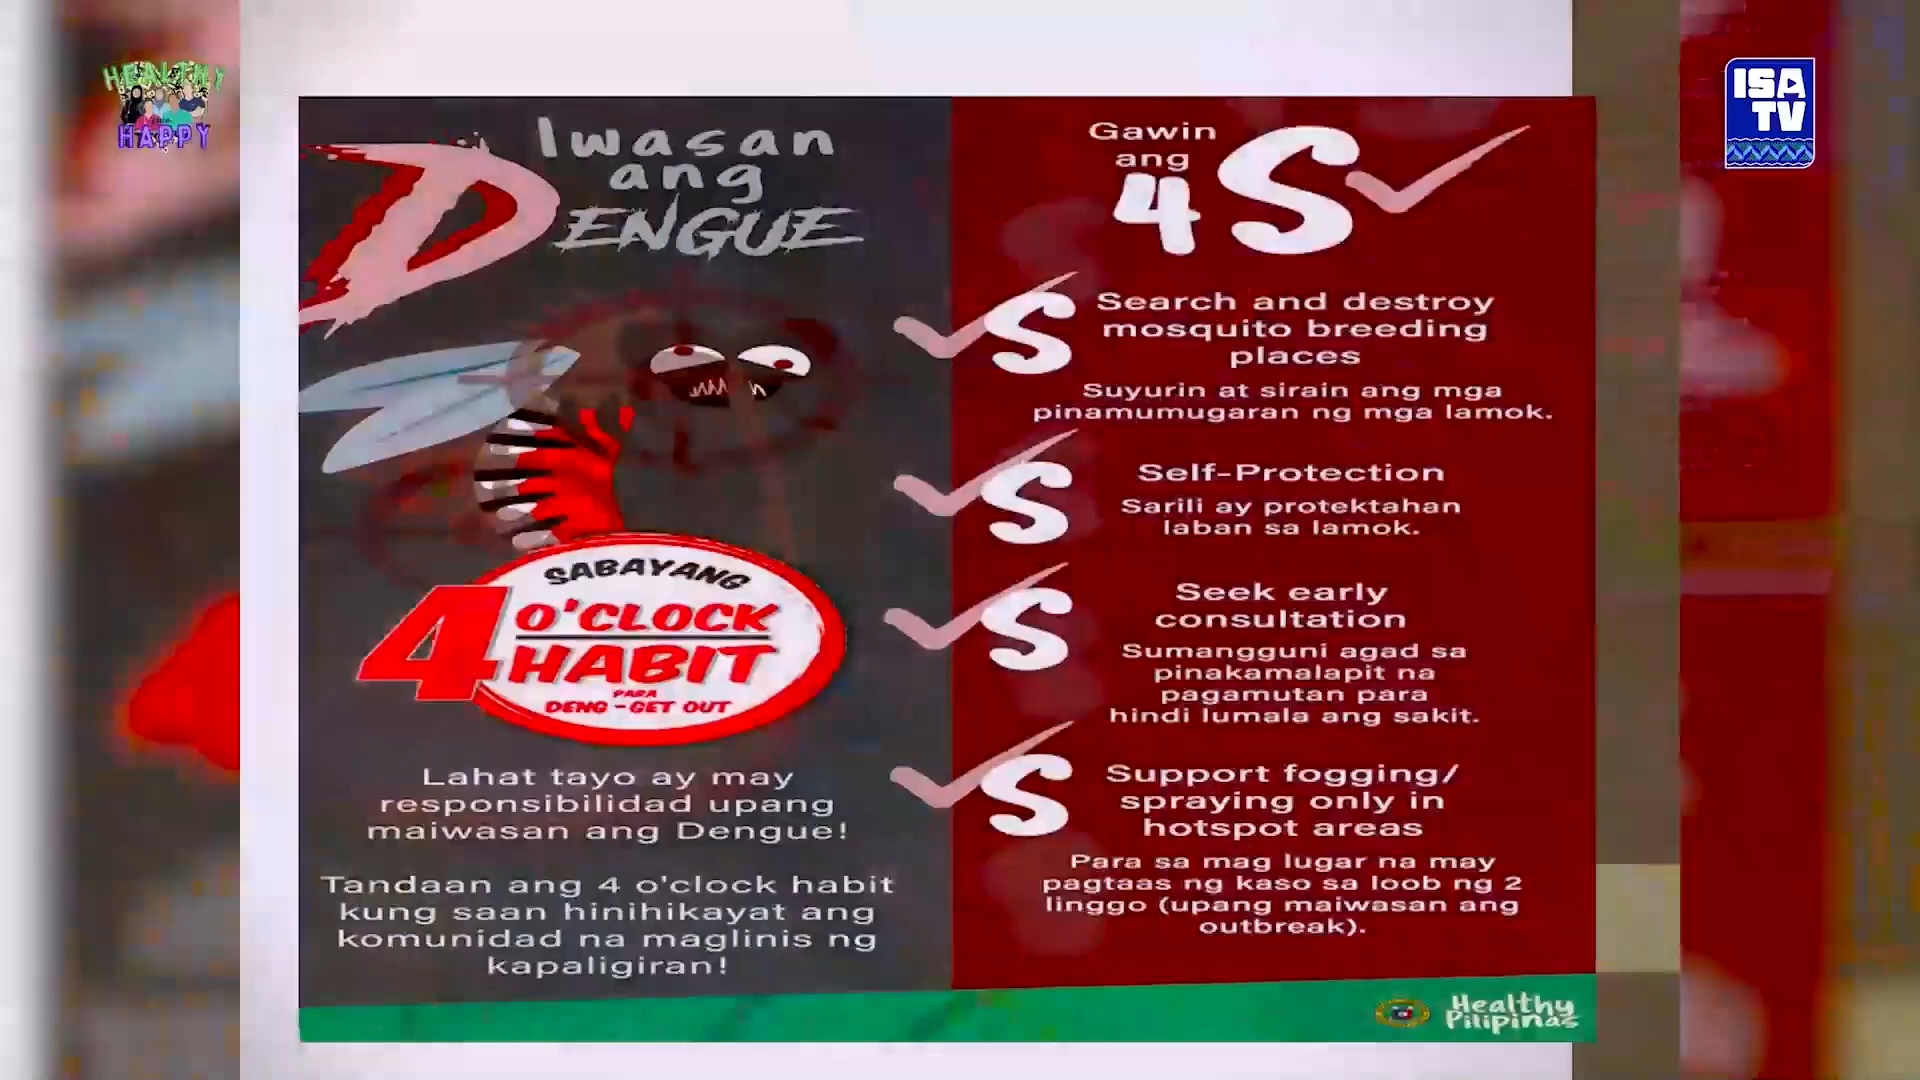 HEALTHY
HAPPY
ISA
TV
Iwasan
ang
DENGUE
SABAYANG
4 O'CLOCK
HABIT
PARA
DENG - GET OUT
Lahat tayo ay may
responsibilidad upang
maiwasan ang Dengue!
Tandaan ang 4 o'clock habit
kung saan hinihikayat ang
komunidad na maglinis ng
kapaligiran!
Gawin
ang
4S
S Search and destroy
mosquito breeding
places
Suyurin at sirain ang mga
pinamumugaran ng mga lamok.
S Self-Protection
Sarili ay protektahan
laban sa lamok.
S Seek early
consultation
Sumangguni agad sa
pinakamalapit na
pagamutan para
hindi lumala ang sakit.
S Support fogging/
spraying only in
hotspot areas
Para sa mag lugar na may
pagtaas ng kaso sa loob ng 2
linggo (upang maiwasan ang
outbreak).
Healthy
Pilipinas